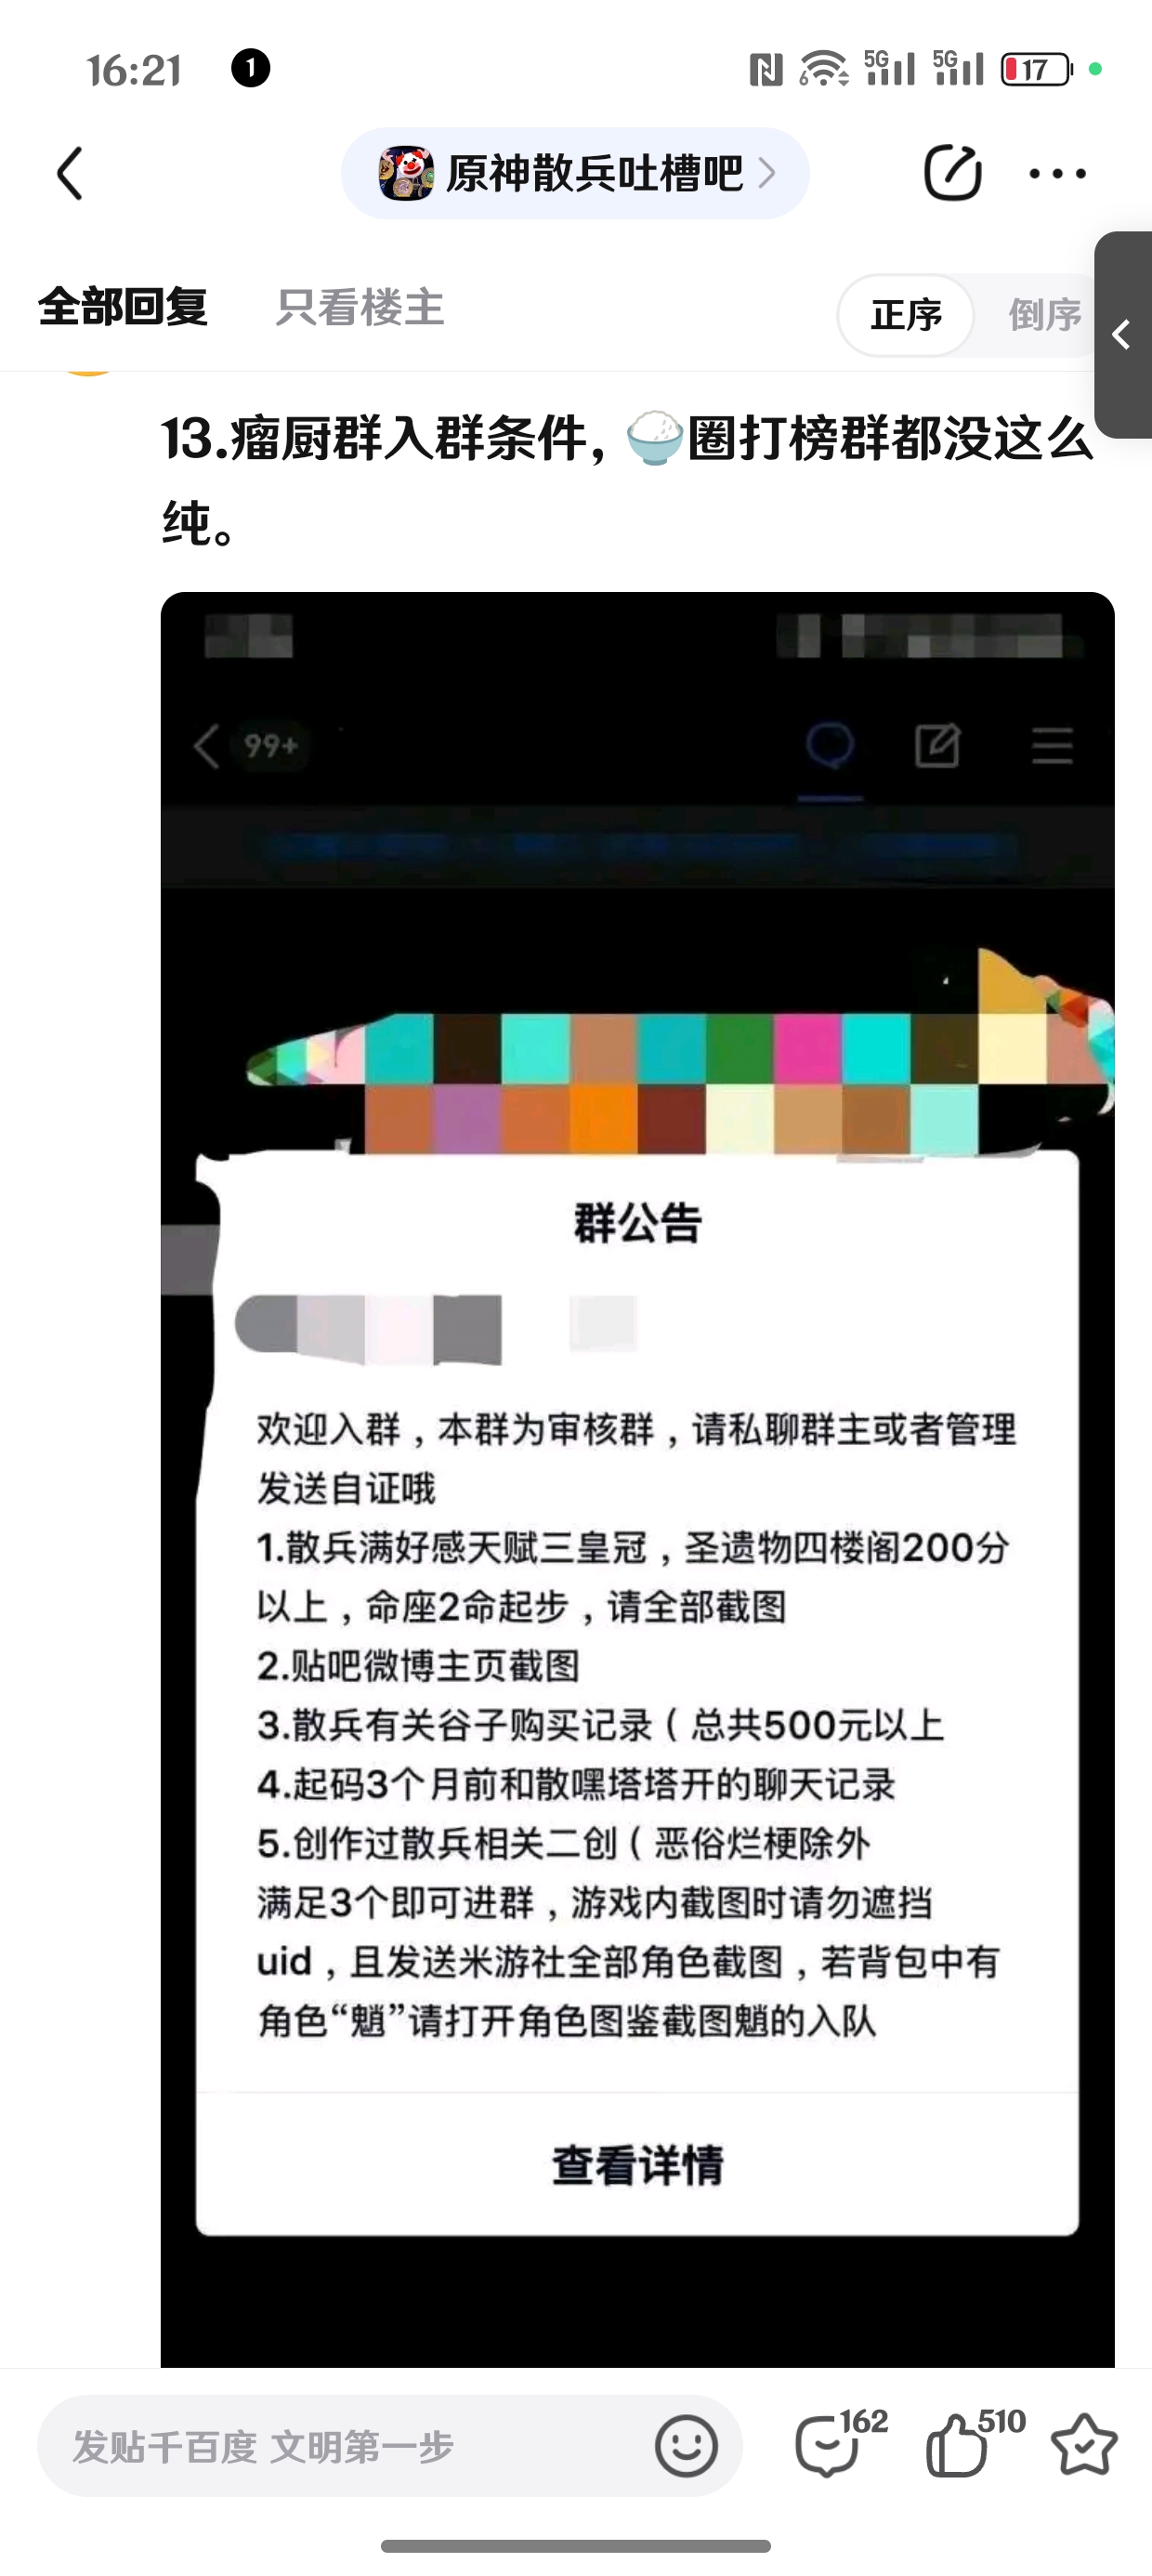 16:21
1
5G
5G
6
17
原神散兵吐槽吧
全部回复
只看楼主
正序
倒序
13.瘤厨群入群条件，🍚圈打榜群都没这么
纯。
99+
群公告
欢迎入群，本群为审核群，请私聊群主或者管理
发送自证哦
1.散兵满好感天赋三皇冠，圣遗物四楼阁200分
以上，命座2命起步，请全部截图
2.贴吧微博主页截图
3.散兵有关谷子购买记录（总共500元以上
4.起码3个月前和散嘿塔塔开的聊天记录
5.创作过散兵相关二创（恶俗烂梗除外
满足3个即可进群，游戏内截图时请勿遮挡
uid，且发送米游社全部角色截图，若背包中有
角色“魈”请打开角色图鉴截图魈的入队
查看详情
发贴千百度 文明第一步
162
510